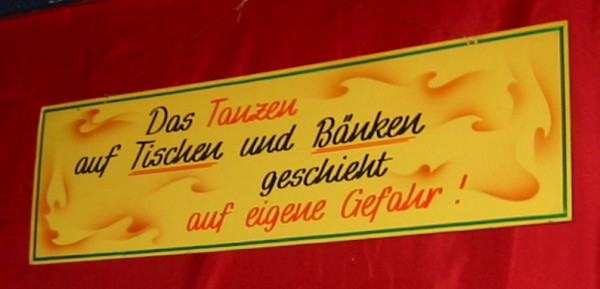 Das Tanzen
auf Tischen und Bänken
geschieht
auf eigene Gefahr !